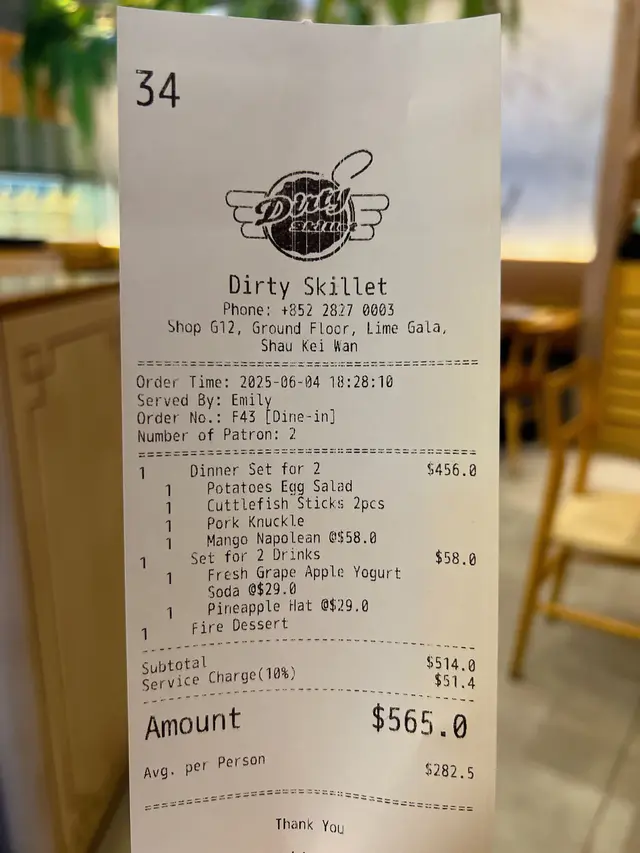 34
Dirty
Skillet
Dirty Skillet
Phone: +852 2827 0003
Shop G12, Ground Floor, Lime Gala,
Shau Kei Wan
Order Time: 2025-06-04 18:28:10
Served By: Emily
Order No.: F43 [Dine-in]
Number of Patron: 2
1 Dinner Set for 2 $456.0
1 Potatoes Egg Salad
1 Cuttlefish Sticks 2pcs
1 Pork Knuckle
1 Mango Napolean @$58.0
1 Set for 2 Drinks $58.0
1 Fresh Grape Apple Yogurt
Soda @$29.0
1 Pineapple Hat @$29.0
1 Fire Dessert
Subtotal $514.0
Service Charge(10%) $51.4
Amount $565.0
Avg. per Person $282.5
Thank You